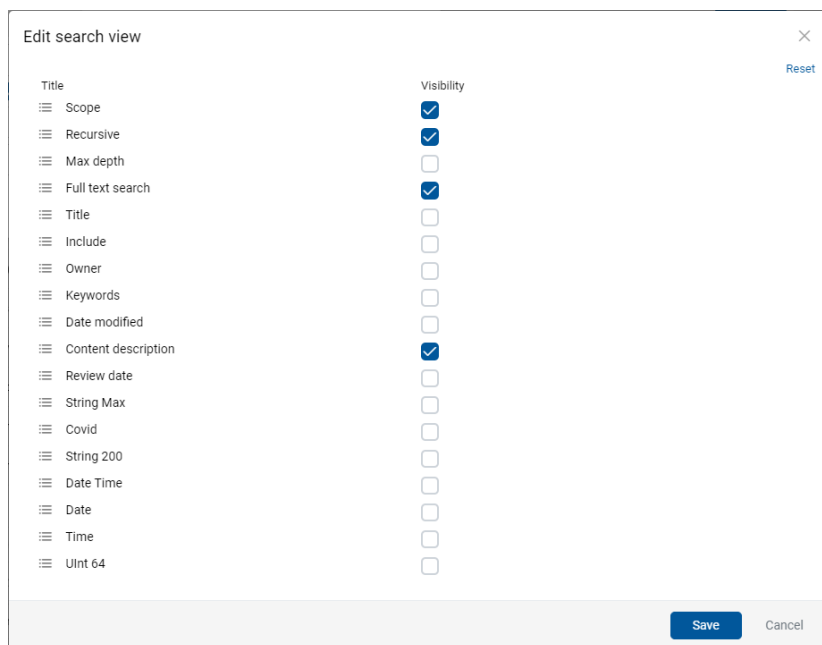 Edit search view
Reset
Title Visibility
Scope
Recursive
Max depth
Full text search
Title
Include
Owner
Keywords
Date modified
Content description
Review date
String Max
Covid
String 200
Date Time
Date
Time
UInt 64
Save Cancel